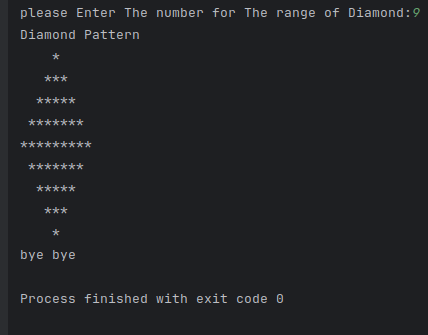 please Enter The number for The range of Diamond:9
Diamond Pattern
    *
   ***
  *****
 *******
*********
 *******
  *****
   ***
    *
bye bye
Process finished with exit code 0